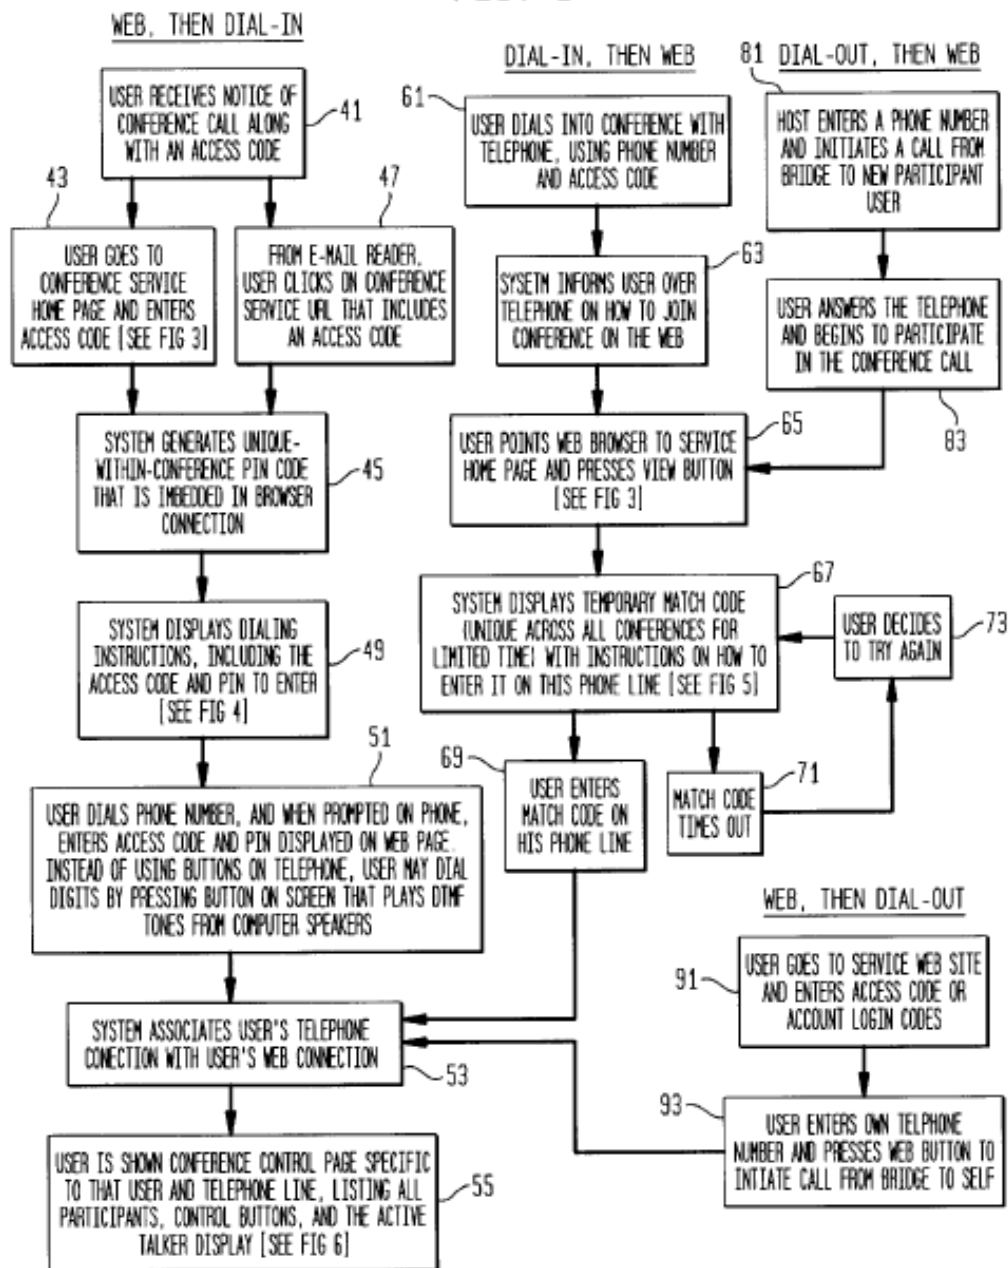 WEB, THEN DIAL-IN
USER RECEIVES NOTICE OF
CONFERENCE CALL ALONG
WITH AN ACCESS CODE
41
43
USER GOES TO
CONFERENCE SERVICE
HOME PAGE AND ENTERS
ACCESS CODE [SEE FIG 3]
47
FROM E-MAIL READER,
USER CLICKS ON CONFERENCE
SERVICE URL THAT INCLUDES
AN ACCESS CODE
SYSTEM GENERATES UNIQUE-
WITHIN-CONFERENCE PIN CODE
THAT IS IMBEDDED IN BROWSER
CONNECTION
45
SYSTEM DISPLAYS DIALING
INSTRUCTIONS, INCLUDING THE
ACCESS CODE AND PIN TO ENTER
[SEE FIG 4]
49
51
USER DIALS PHONE NUMBER, AND WHEN PROMPTED ON PHONE,
ENTERS ACCESS CODE AND PIN DISPLAYED ON WEB PAGE.
INSTEAD OF USING BUTTONS ON TELEPHONE, USER MAY DIAL
DIGITS BY PRESSING BUTTON ON SCREEN THAT PLAYS DTMF
TONES FROM COMPUTER SPEAKERS
SYSTEM ASSOCIATES USER'S TELEPHONE
CONECTION WITH USER'S WEB CONNECTION
53
USER IS SHOWN CONFERENCE CONTROL PAGE SPECIFIC
TO THAT USER AND TELEPHONE LINE, LISTING ALL
PARTICIPANTS, CONTROL BUTTONS, AND THE ACTIVE
TALKER DISPLAY [SEE FIG 6]
55
DIAL-IN, THEN WEB
61
USER DIALS INTO CONFERENCE WITH
TELEPHONE, USING PHONE NUMBER
AND ACCESS CODE
63
SYSETM INFORMS USER OVER
TELEPHONE ON HOW TO JOIN
CONFERENCE ON THE WEB
USER POINTS WEB BROWSER TO SERVICE
HOME PAGE AND PRESSES VIEW BUTTON
[SEE FIG 3]
65
67
SYSTEM DISPLAYS TEMPORARY MATCH CODE
(UNIQUE ACROSS ALL CONFERENCES FOR
LIMITED TIME) WITH INSTRUCTIONS ON HOW TO
ENTER IT ON THIS PHONE LINE [SEE FIG 5]
69
USER ENTERS
MATCH CODE ON
HIS PHONE LINE
71
MATCH CODE
TIMES OUT
USER DECIDES
TO TRY AGAIN
73
DIAL-OUT, THEN WEB
81
HOST ENTERS A PHONE NUMBER
AND INITIATES A CALL FROM
BRIDGE TO NEW PARTICIPANT
USER
USER ANSWERS THE TELEPHONE
AND BEGINS TO PARTICIPATE
IN THE CONFERENCE CALL
83
WEB, THEN DIAL-OUT
91
USER GOES TO SERVICE WEB SITE
AND ENTERS ACCESS CODE OR
ACCOUNT LOGIN CODES
93
USER ENTERS OWN TELPHONE
NUMBER AND PRESSES WEB BUTTON TO
INTIATE CALL FROM BRIDGE TO SELF